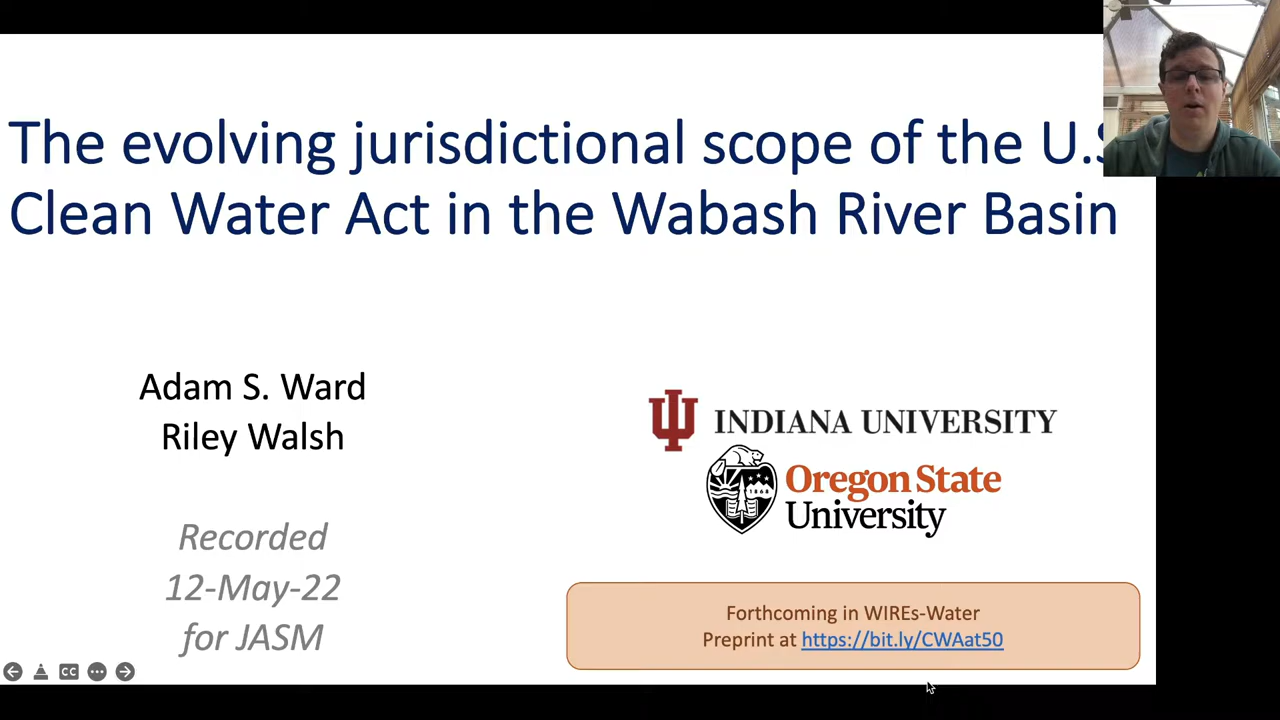 The evolving jurisdictional scope of the U.S
Clean Water Act in the Wabash River Basin
Adam S. Ward
Riley Walsh
Recorded
12-May-22
for JASM
INDIANA UNIVERSITY
1868
Oregon State
University
Forthcoming in WIREs-Water
Preprint at https://bit.ly/CWAat50
CC